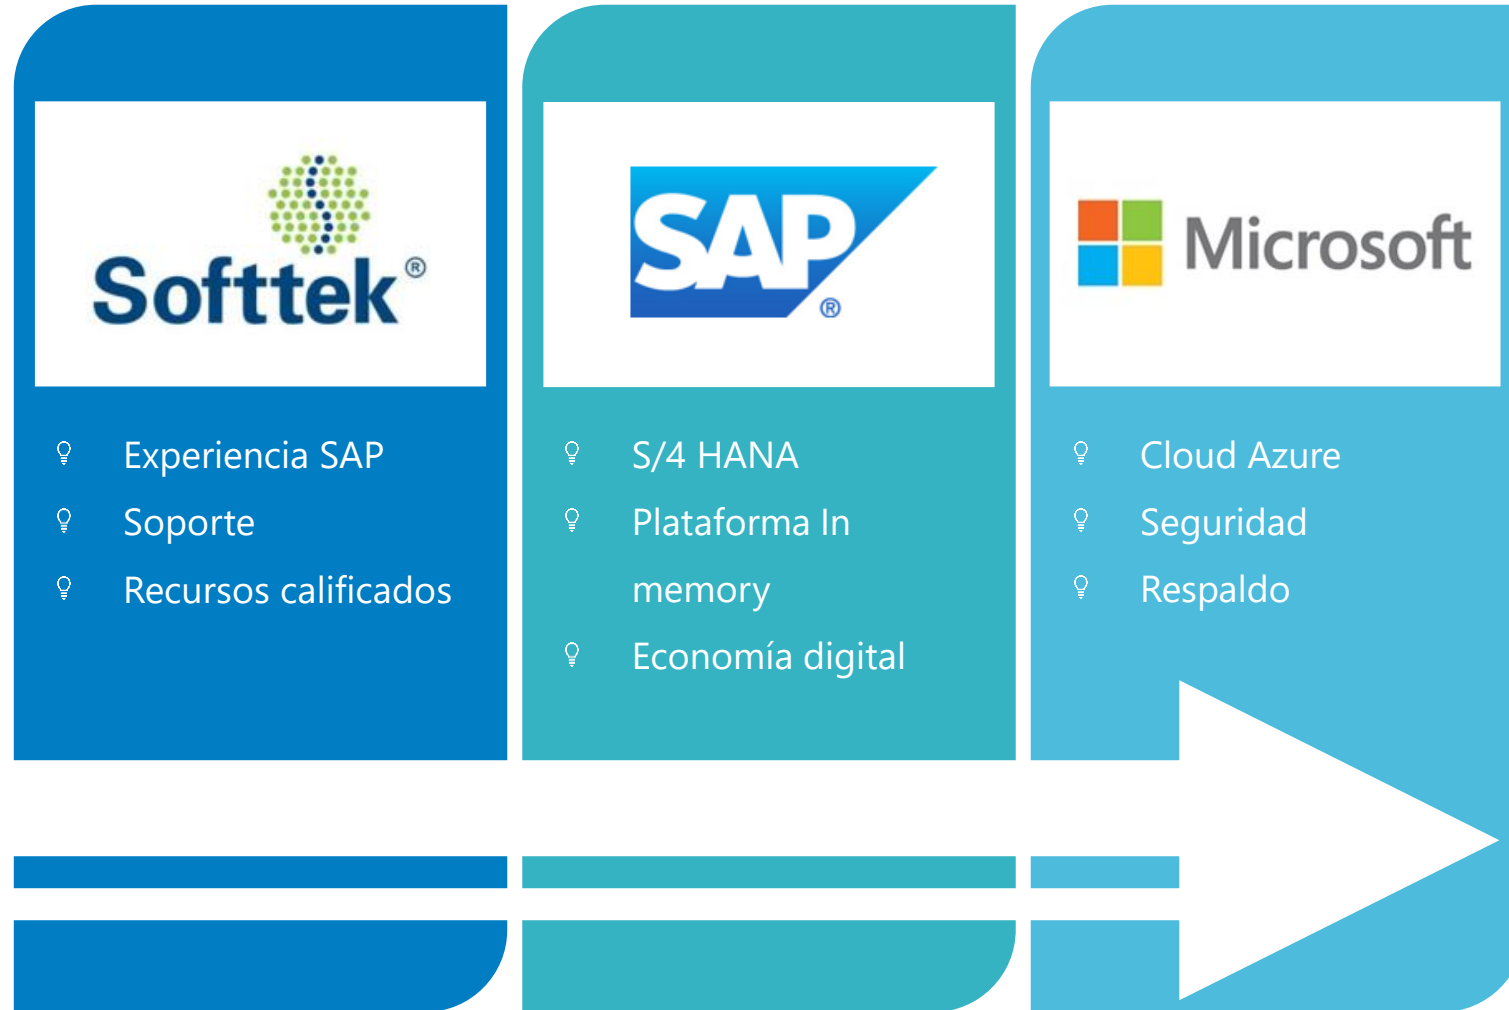 Softtek®
Experiencia SAP
Soporte
Recursos calificados
SAP®
S/4 HANA
Plataforma In
memory
Economía digital
Microsoft
Cloud Azure
Seguridad
Respaldo